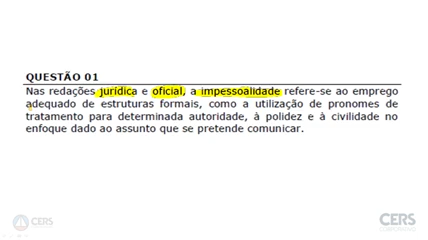 QUESTÃO 01
Nas redações jurídica e oficial, a impessoalidade refere-se ao emprego
adequado de estruturas formais, como a utilização de pronomes de
tratamento para determinada autoridade, à polidez e à civilidade no
enfoque dado ao assunto que se pretende comunicar.
CERS
CERS